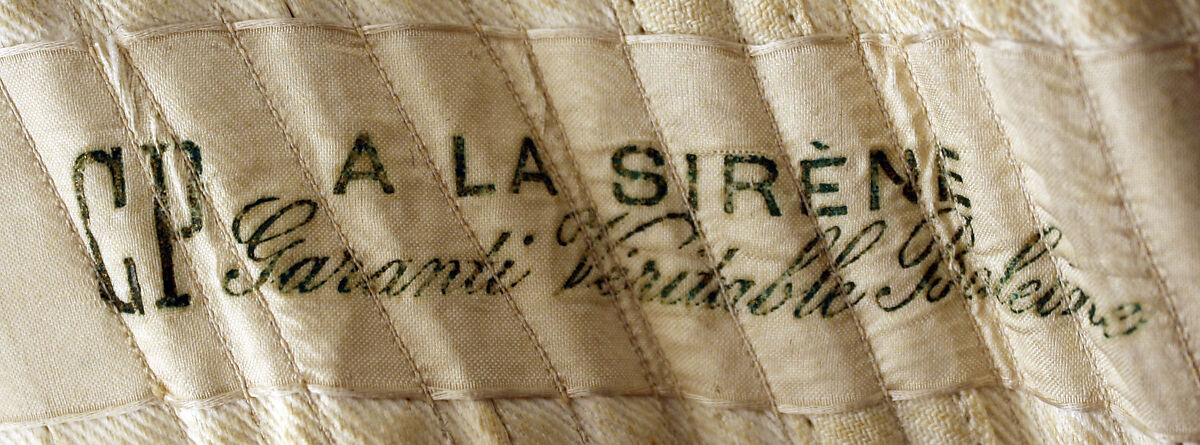 CP A LA SIRÈNE
Garanti Véritable Baleine